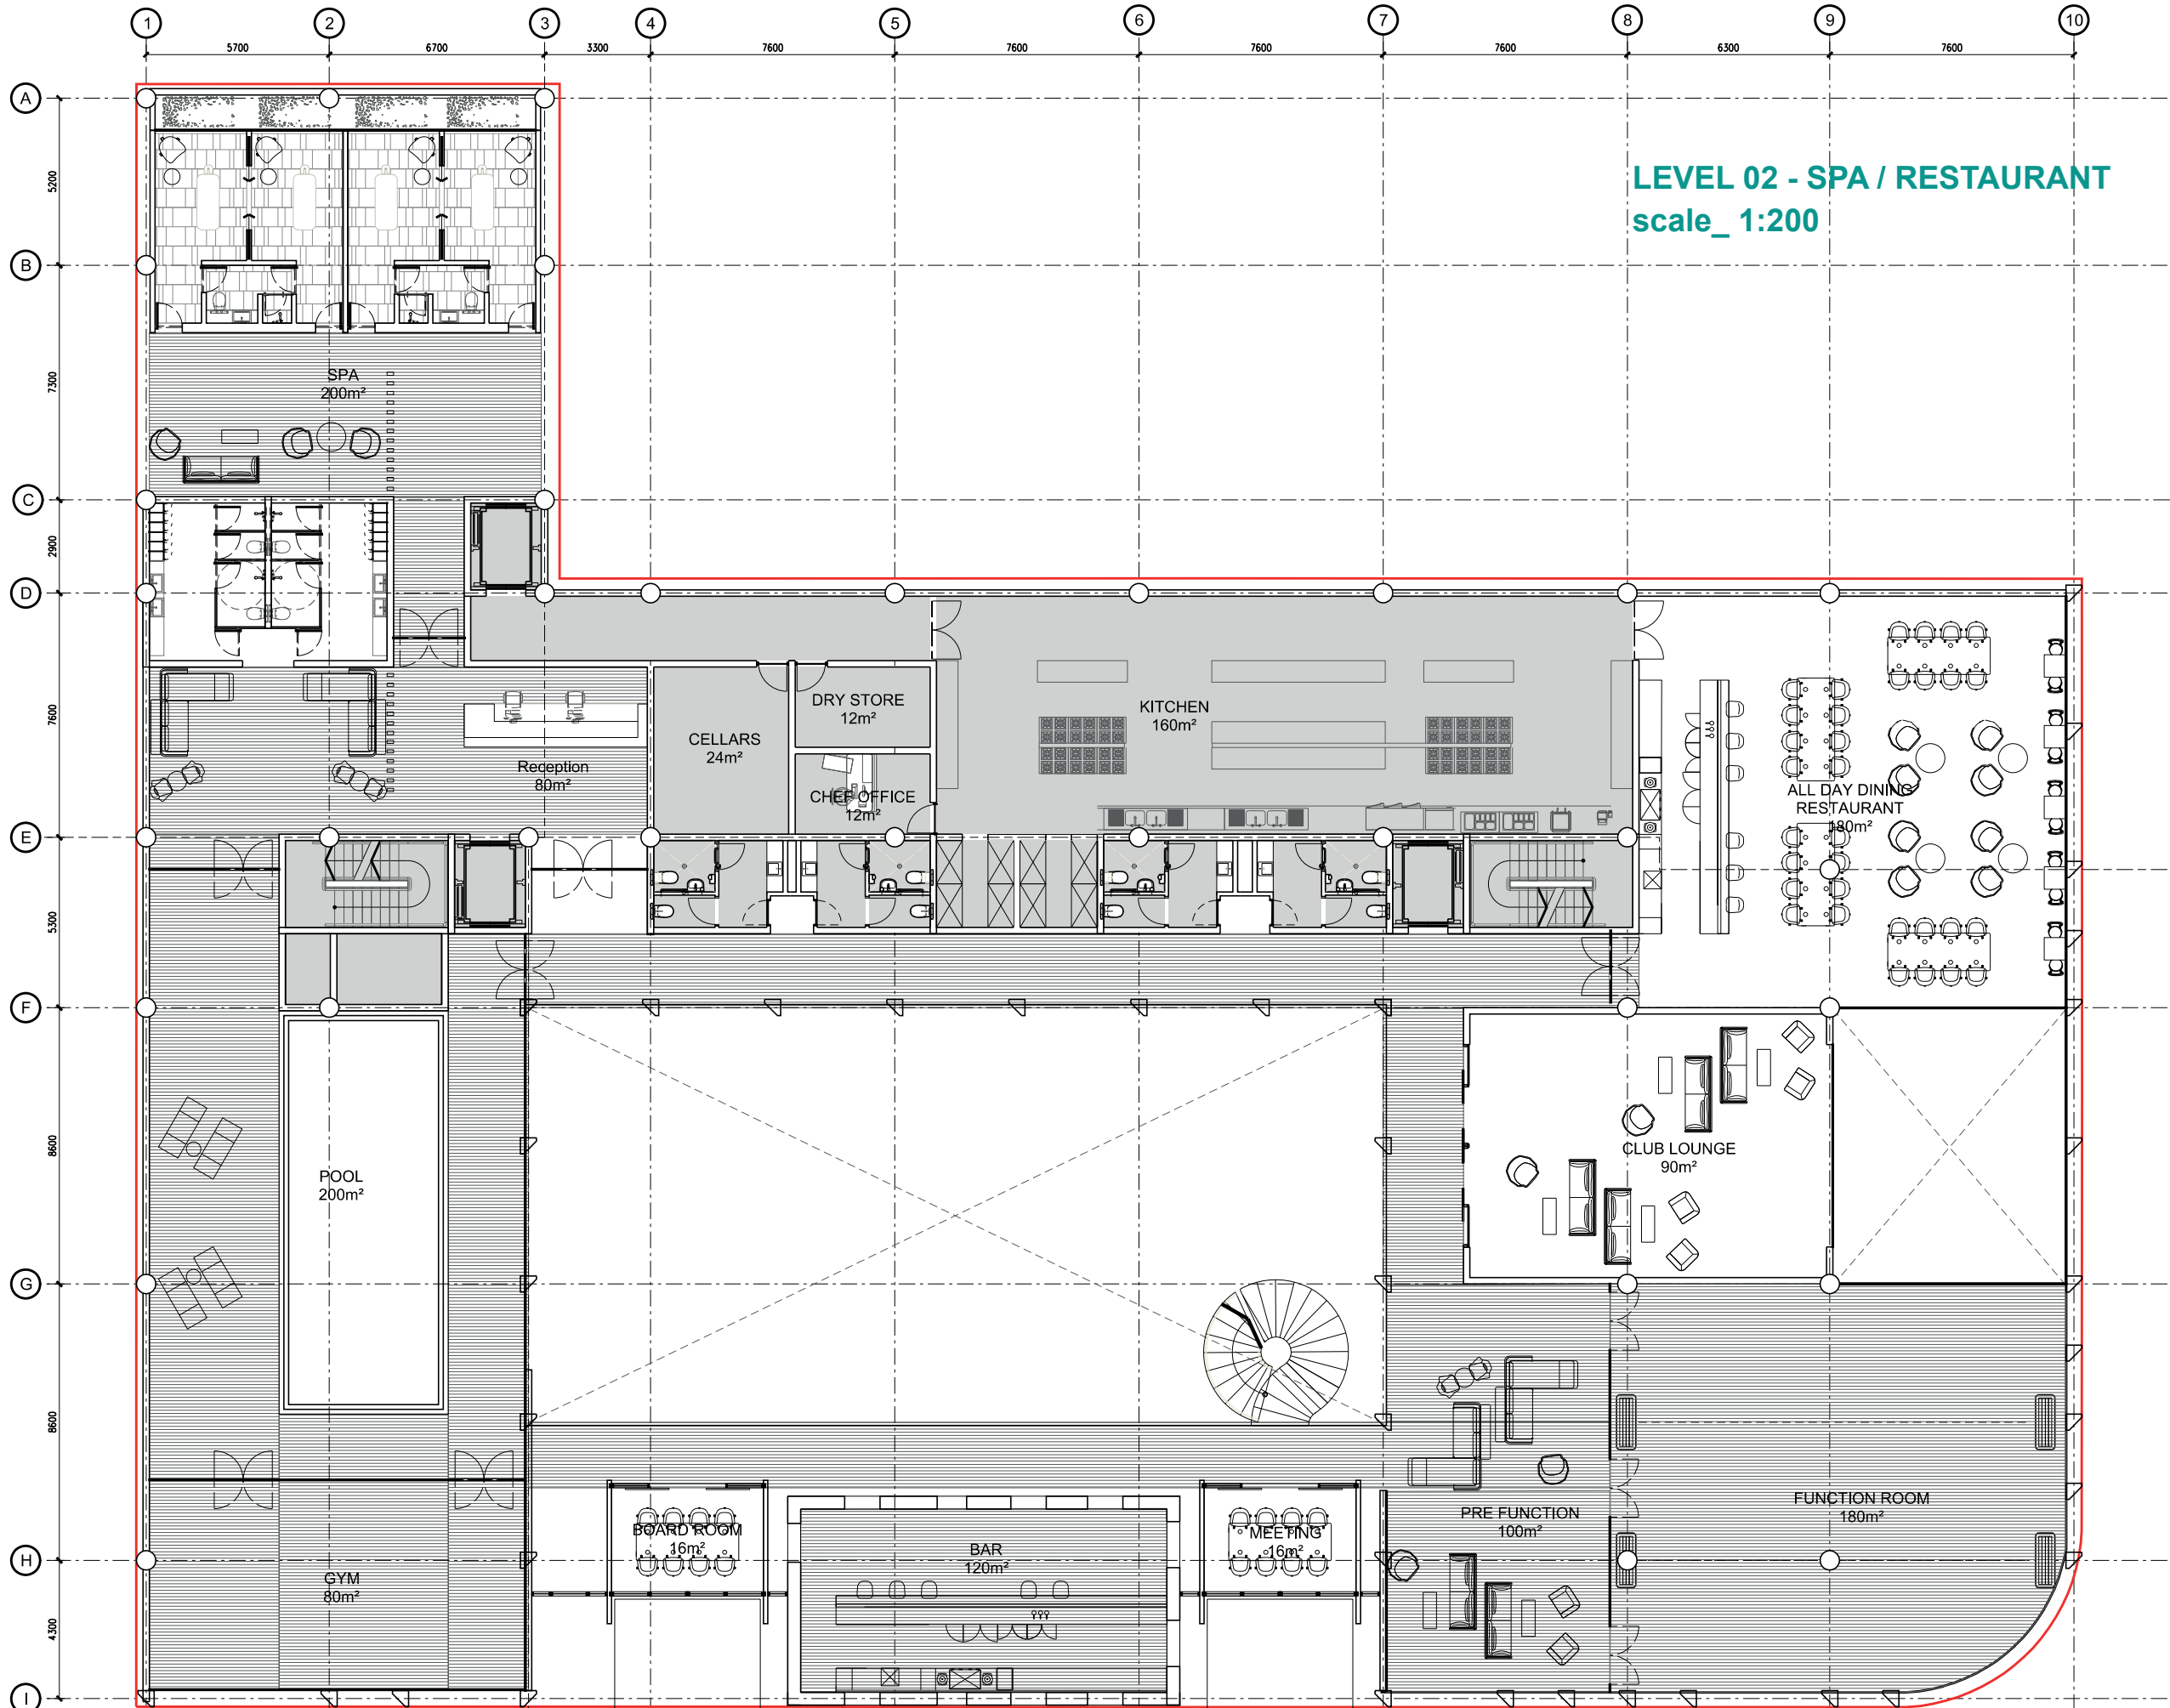 1 2 3 4 5 6 7 8 9 10
5700 6700 3300 7600 7600 7600 7600 6300 7600
A
5200
LEVEL 02 - SPA / RESTAURANT
scale_ 1:200
B
7300
SPA
200m²
C
2900
D
7600
DRY STORE
12m²
KITCHEN
160m²
CELLARS
24m²
Reception
80m²
CHEF OFFICE
12m²
ALL DAY DINING
RESTAURANT
180m²
E
5300
F
8600
CLUB LOUNGE
90m²
POOL
200m²
G
8600
FUNCTION ROOM
180m²
PRE FUNCTION
100m²
BOARD ROOM
16m²
MEETING
16m²
BAR
120m²
H
GYM
80m²
4300
I